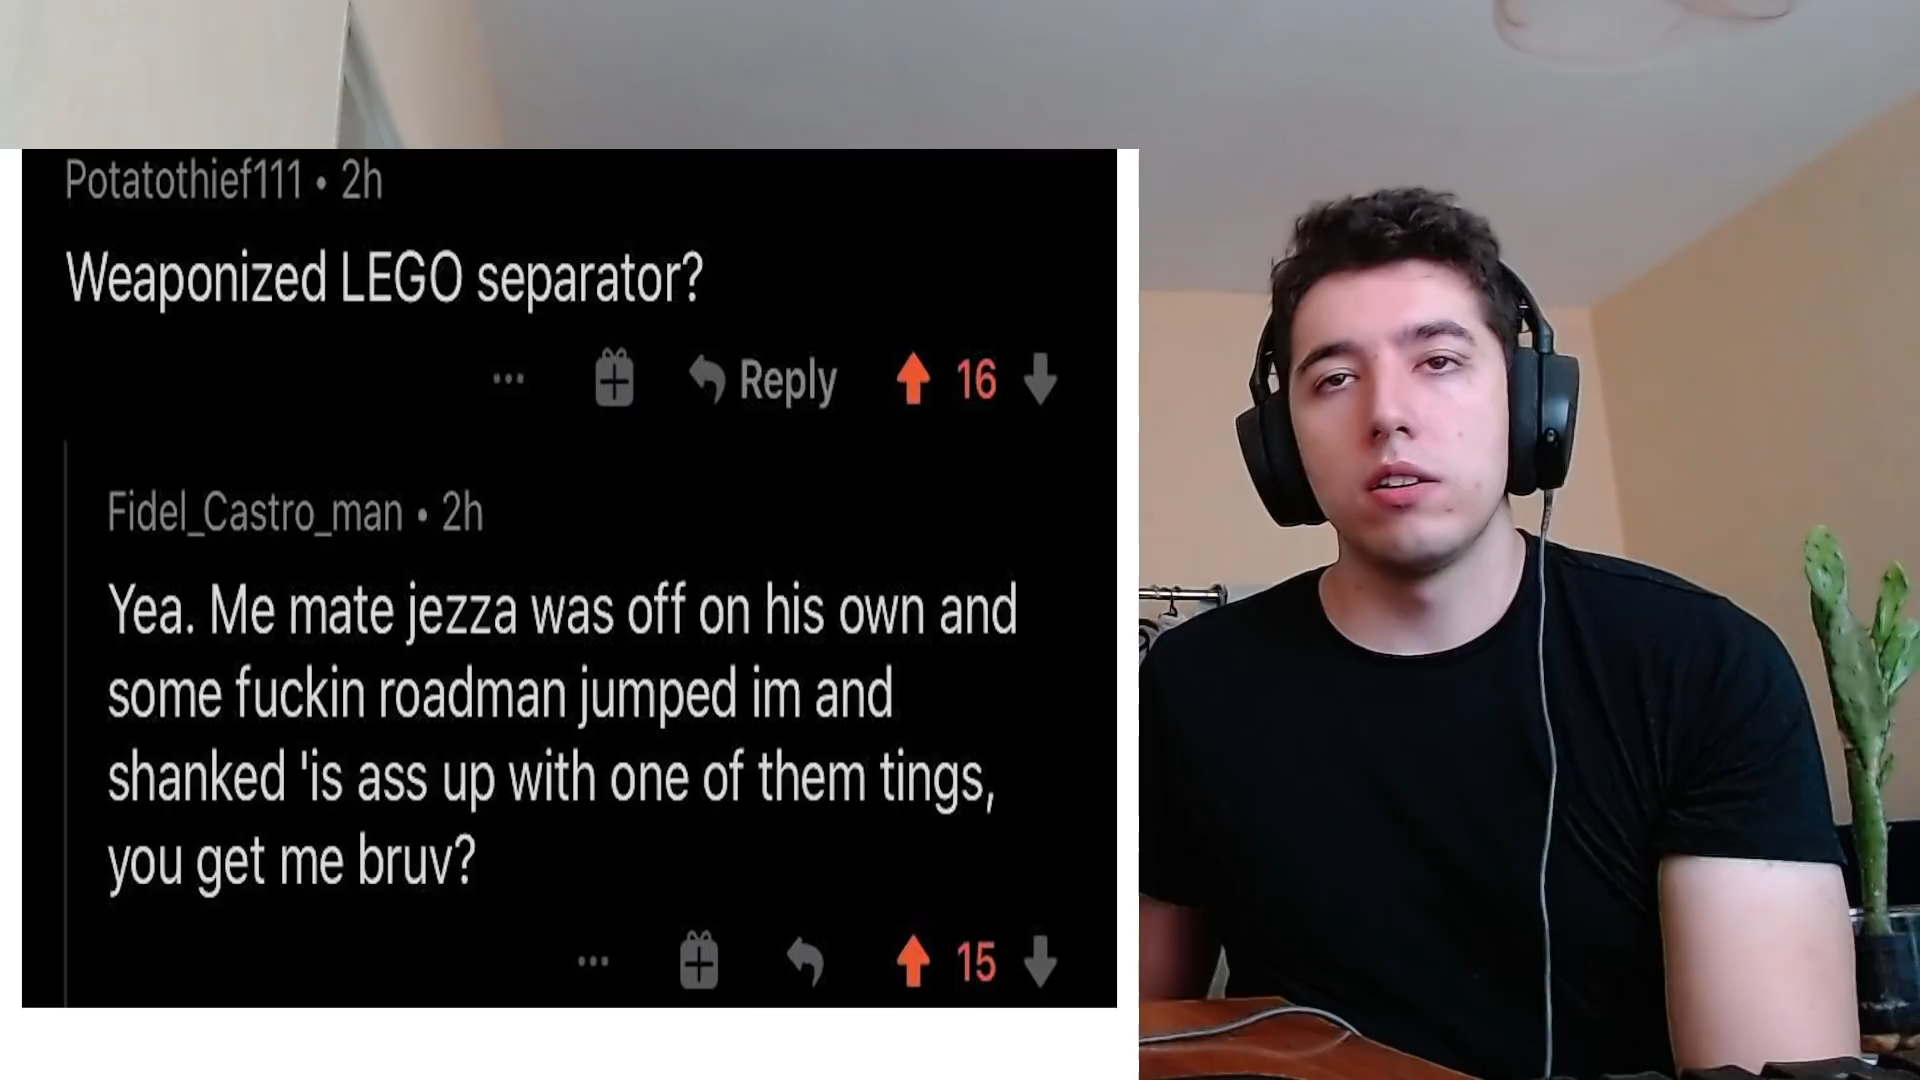 Potatothief111 • 2h
Weaponized LEGO separator?
... Reply 16
Fidel_Castro_man • 2h
Yea. Me mate jezza was off on his own and
some fuckin roadman jumped im and
shanked 'is ass up with one of them tings,
you get me bruv?
... 15